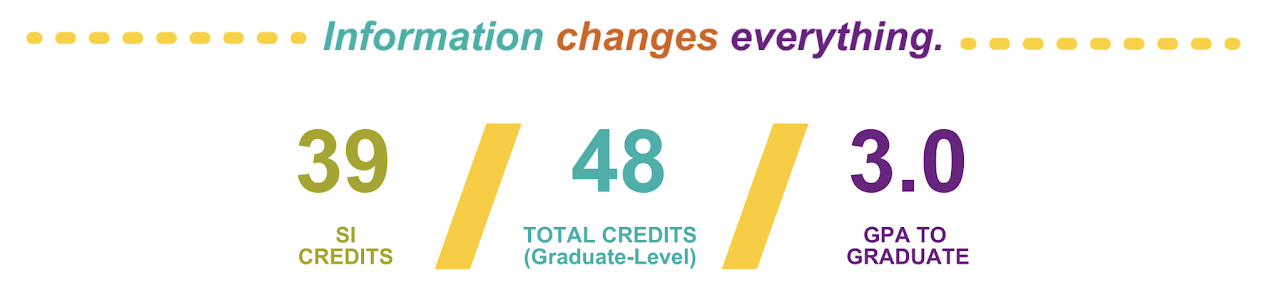 Information changes everything.
39
SI
CREDITS
48
TOTAL CREDITS
(Graduate-Level)
3.0
GPA TO
GRADUATE